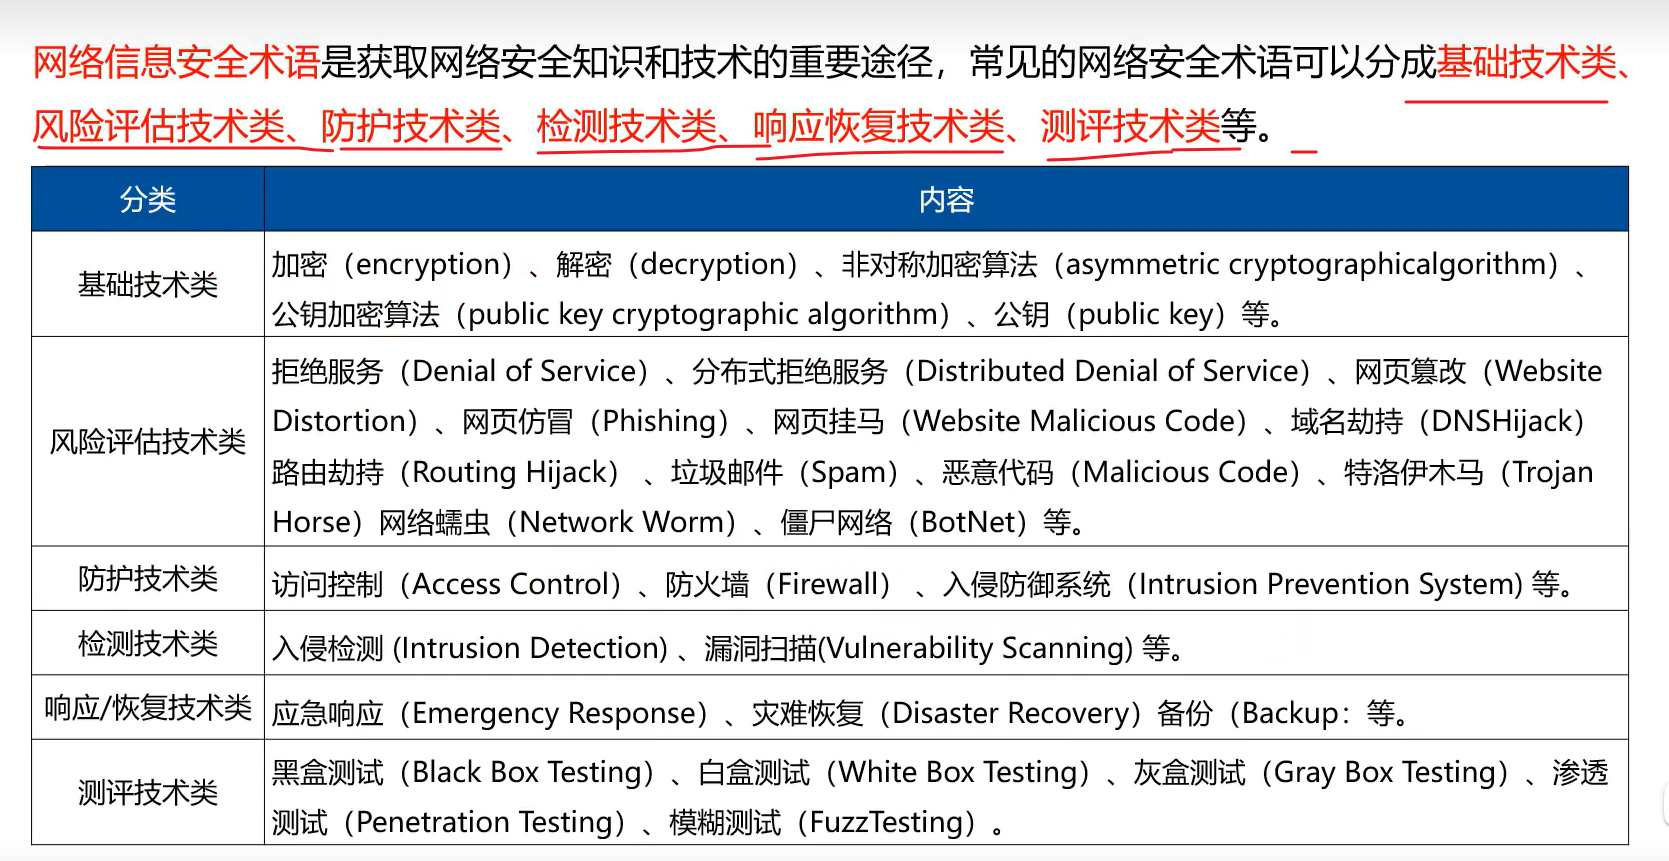 网络信息安全术语是获取网络安全知识和技术的重要途径，常见的网络安全术语可以分成基础技术类、
风险评估技术类、防护技术类、检测技术类、响应恢复技术类、测评技术类等。
分类
内容
基础技术类
加密（encryption）、解密（decryption）、非对称加密算法（asymmetric cryptographicalgorithm）、
公钥加密算法（public key cryptographic algorithm）、公钥（public key）等。
风险评估技术类
拒绝服务（Denial of Service）、分布式拒绝服务（Distributed Denial of Service）、网页篡改（Website
Distortion）、网页仿冒（Phishing）、网页挂马（Website Malicious Code）、域名劫持（DNSHijack）
路由劫持（Routing Hijack） 、垃圾邮件（Spam）、恶意代码（Malicious Code）、特洛伊木马（Trojan
Horse）网络蠕虫（Network Worm）、僵尸网络（BotNet）等。
防护技术类
访问控制（Access Control）、防火墙（Firewall） 、入侵防御系统（Intrusion Prevention System) 等。
检测技术类
入侵检测 (Intrusion Detection) 、漏洞扫描(Vulnerability Scanning) 等。
响应/恢复技术类
应急响应（Emergency Response）、灾难恢复（Disaster Recovery）备份（Backup：等。
测评技术类
黑盒测试（Black Box Testing）、白盒测试（White Box Testing）、灰盒测试（Gray Box Testing）、渗透
测试（Penetration Testing）、模糊测试（FuzzTesting）。